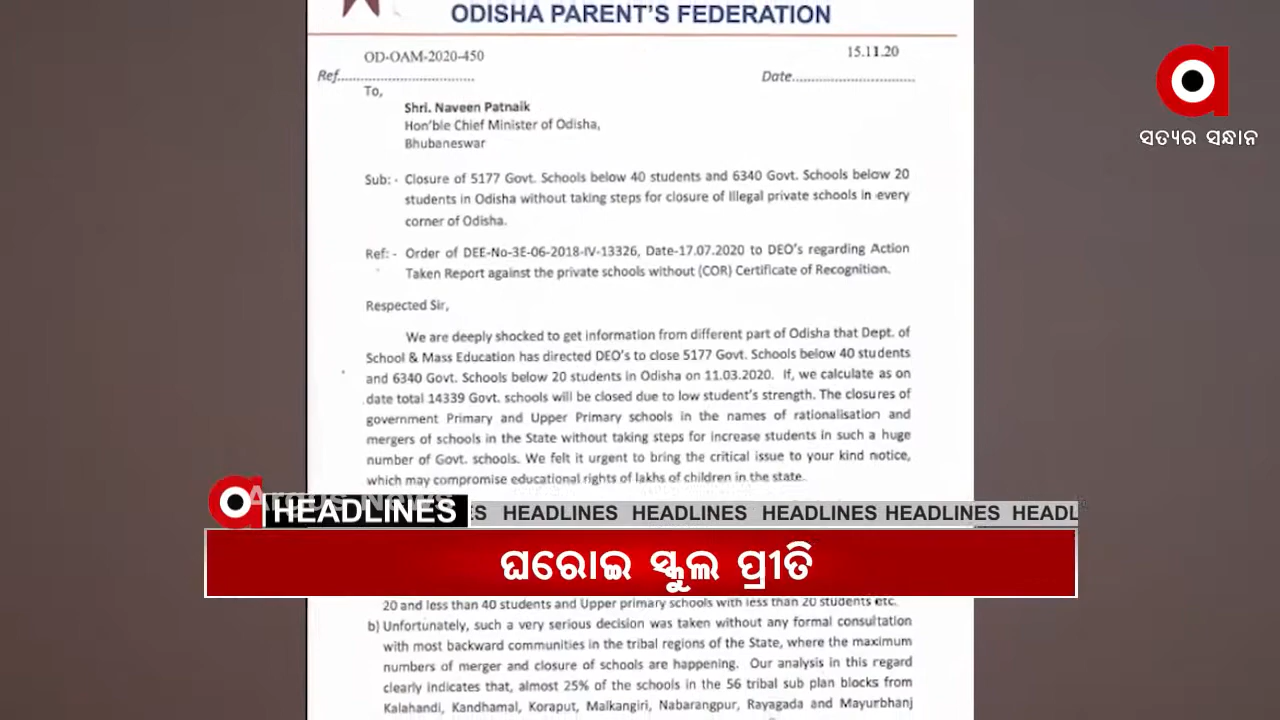 ODISHA PARENT'S FEDERATION
OD-OAM-2020-450
15.11.20
Ref................................
Date..............................
To,
Shri. Naveen Patnaik
Hon'ble Chief Minister of Odisha,
Bhubaneswar
Sub: - Closure of 5177 Govt. Schools below 40 students and 6340 Govt. Schools below 20
students in Odisha without taking steps for closure of Illegal private schools in every
corner of Odisha.
Ref: - Order of DEE-No-3E-06-2018-IV-13326, Date-17.07.2020 to DEO's regarding Action
Taken Report against the private schools without (COR) Certificate of Recognition.
Respected Sir,
We are deeply shocked to get information from different part of Odisha that Dept. of
School & Mass Education has directed DEO's to close 5177 Govt. Schools below 40 students
and 6340 Govt. Schools below 20 students in Odisha on 11.03.2020. If, we calculate as on
date total 14339 Govt. schools will be closed due to low student's strength. The closures of
government Primary and Upper Primary schools in the names of rationalisation and
mergers of schools in the State without taking steps for increase students in such a huge
number of Govt. schools. We felt it urgent to bring the critical issue to your kind notice,
which may compromise educational rights of lakhs of children in the state.
ସତ୍ୟର ସନ୍ଧାନ
Argus News
HEADLINES
ES HEADLINES HEADLINES HEADLINES HEADLINES HEADL
ଘରୋଇ ସ୍କୁଲ ପ୍ରୀତି
20 and less than 40 students and Upper primary schools with less than 20 students etc.
b) Unfortunately, such a very serious decision was taken without any formal consultation
with most backward communities in the tribal regions of the State, where the maximum
numbers of merger and closure of schools are happening. Our analysis in this regard
clearly indicates that, almost 25% of the schools in the 56 tribal sub plan blocks from
Kalahandi, Kandhamal, Koraput, Malkangiri, Nabarangpur, Rayagada and Mayurbhanj